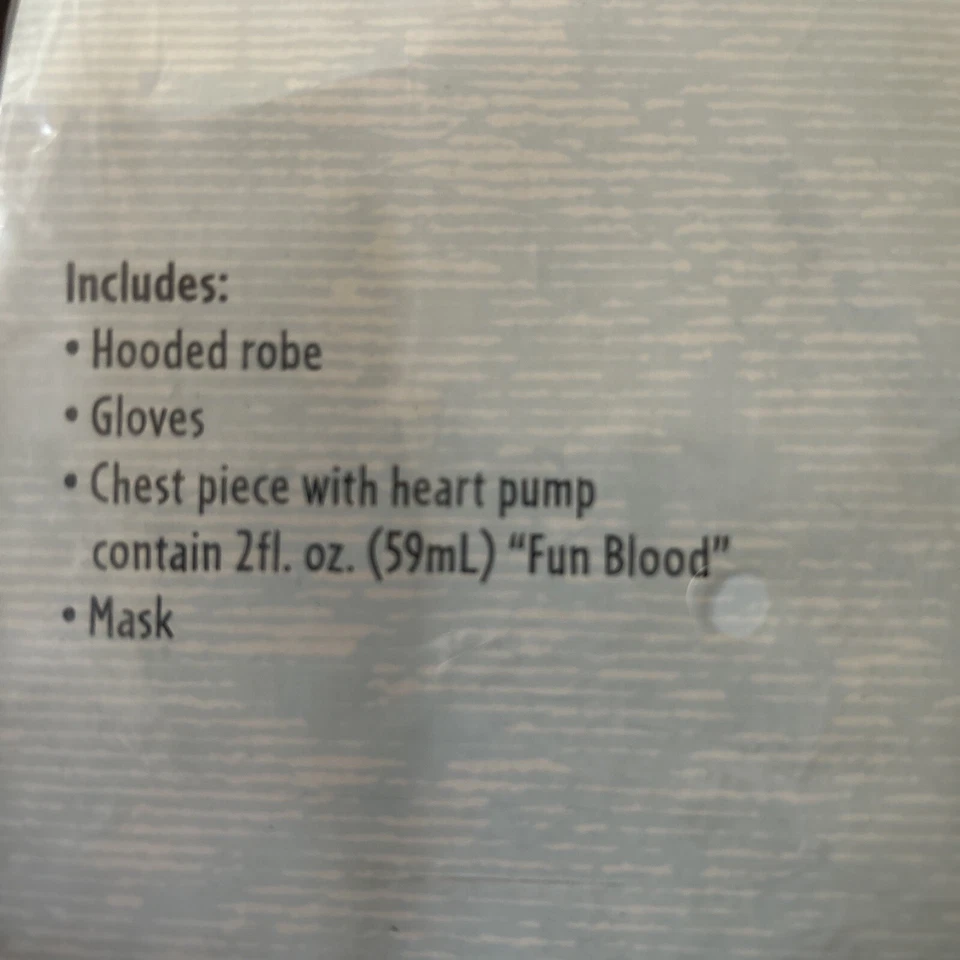 Includes:
• Hooded robe
• Gloves
• Chest piece with heart pump
contain 2fl. oz. (59mL) “Fun Blood”
• Mask